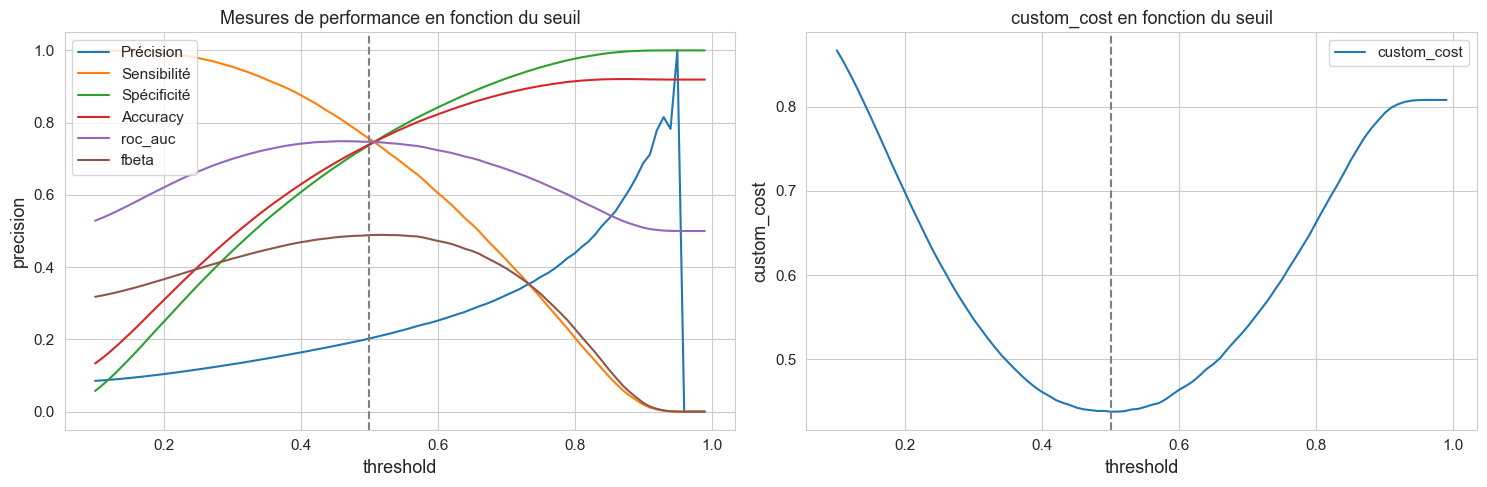 Mesures de performance en fonction du seuil
1.0
0.8
0.6
0.4
0.2
0.0
precision
Précision
Sensibilité
Spécificité
Accuracy
roc_auc
fbeta
0.2 0.4 0.6 0.8 1.0
threshold
custom_cost en fonction du seuil
0.8
0.7
0.6
0.5
custom_cost
custom_cost
0.2 0.4 0.6 0.8 1.0
threshold